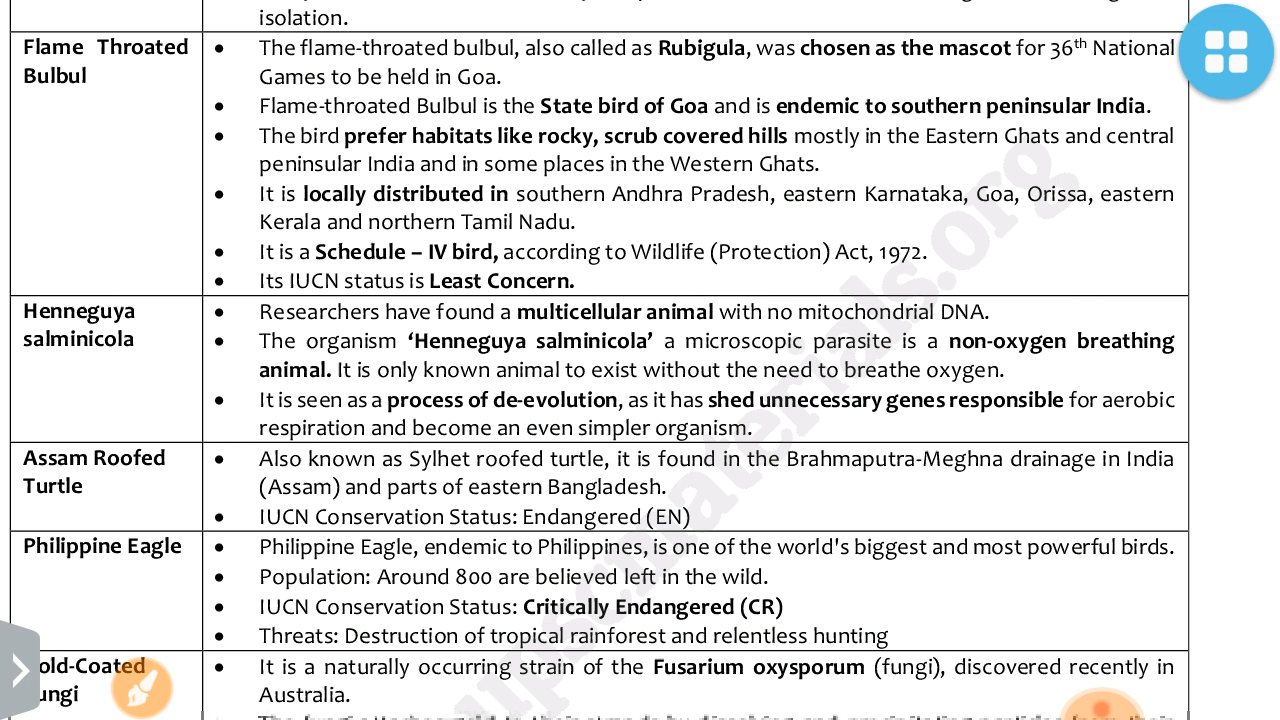 isolation.
Flame Throated Bulbul
• The flame-throated bulbul, also called as Rubigula, was chosen as the mascot for 36th National
Games to be held in Goa.
• Flame-throated Bulbul is the State bird of Goa and is endemic to southern peninsular India.
• The bird prefer habitats like rocky, scrub covered hills mostly in the Eastern Ghats and central
peninsular India and in some places in the Western Ghats.
• It is locally distributed in southern Andhra Pradesh, eastern Karnataka, Goa, Orissa, eastern
Kerala and northern Tamil Nadu.
• It is a Schedule – IV bird, according to Wildlife (Protection) Act, 1972.
• Its IUCN status is Least Concern.
Henneguya
salminicola
• Researchers have found a multicellular animal with no mitochondrial DNA.
• The organism ‘Henneguya salminicola’ a microscopic parasite is a non-oxygen breathing
animal. It is only known animal to exist without the need to breathe oxygen.
• It is seen as a process of de-evolution, as it has shed unnecessary genes responsible for aerobic
respiration and become an even simpler organism.
Assam Roofed
Turtle
• Also known as Sylhet roofed turtle, it is found in the Brahmaputra-Meghna drainage in India
(Assam) and parts of eastern Bangladesh.
• IUCN Conservation Status: Endangered (EN)
Philippine Eagle
• Philippine Eagle, endemic to Philippines, is one of the world's biggest and most powerful birds.
• Population: Around 800 are believed left in the wild.
• IUCN Conservation Status: Critically Endangered (CR)
• Threats: Destruction of tropical rainforest and relentless hunting
old-Coated
ungi
• It is a naturally occurring strain of the Fusarium oxysporum (fungi), discovered recently in
Australia.
upscmaterials.org